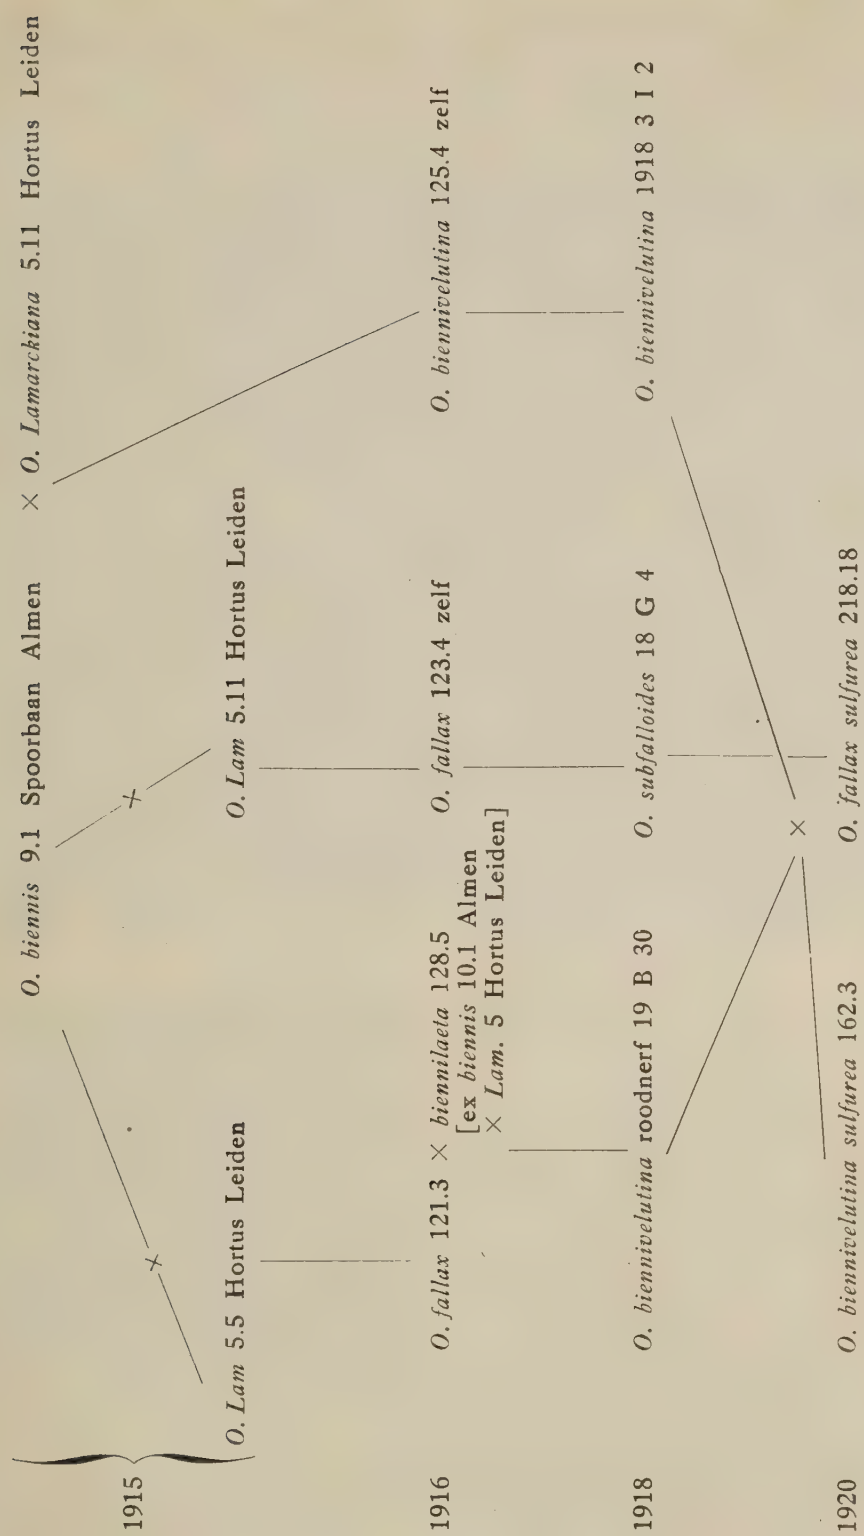 O. biennis 9.1 Spoorbaan Almen × O. Lamarckiana 5.11 Hortus Leiden
1915
×
×
O. Lam 5.5 Hortus Leiden
O. Lam 5.11 Hortus Leiden
1916
O. fallax 121.3 × biennilaeta 128.5
[ex biennis 10.1 Almen
× Lam. 5 Hortus Leiden]
O. fallax 123.4 zelf
O. biennivelutina 125.4 zelf
1918
O. biennivelutina roodnerf 19 B 30
O. subfalloides 18 G 4
O. biennivelutina 1918 3 I 2
×
1920
O. biennivelutina sulfurea 162.3
O. fallax sulfurea 218.18